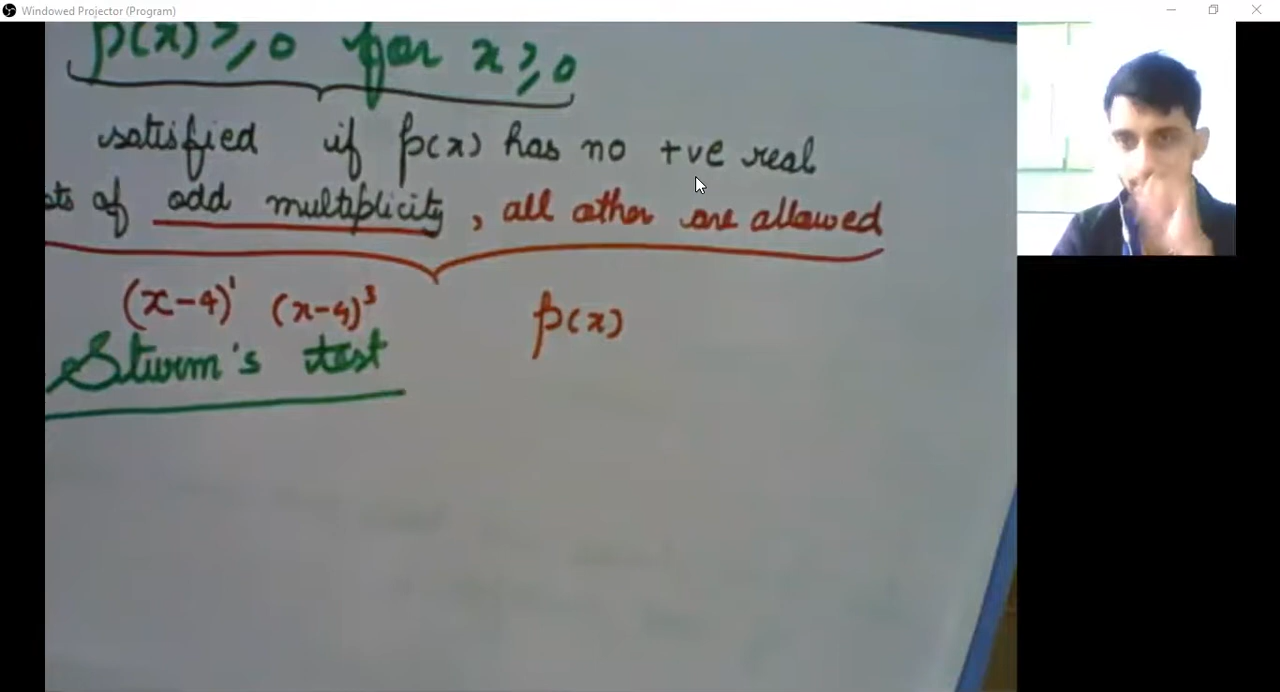 Windowed Projector (Program)
p(x) ≥ 0 for x ≥ 0
satisfied if p(x) has no +ve real
of odd multiplicity, all other are allowed
(x-4)¹ (x-4)³ p(x)
Sturm's test